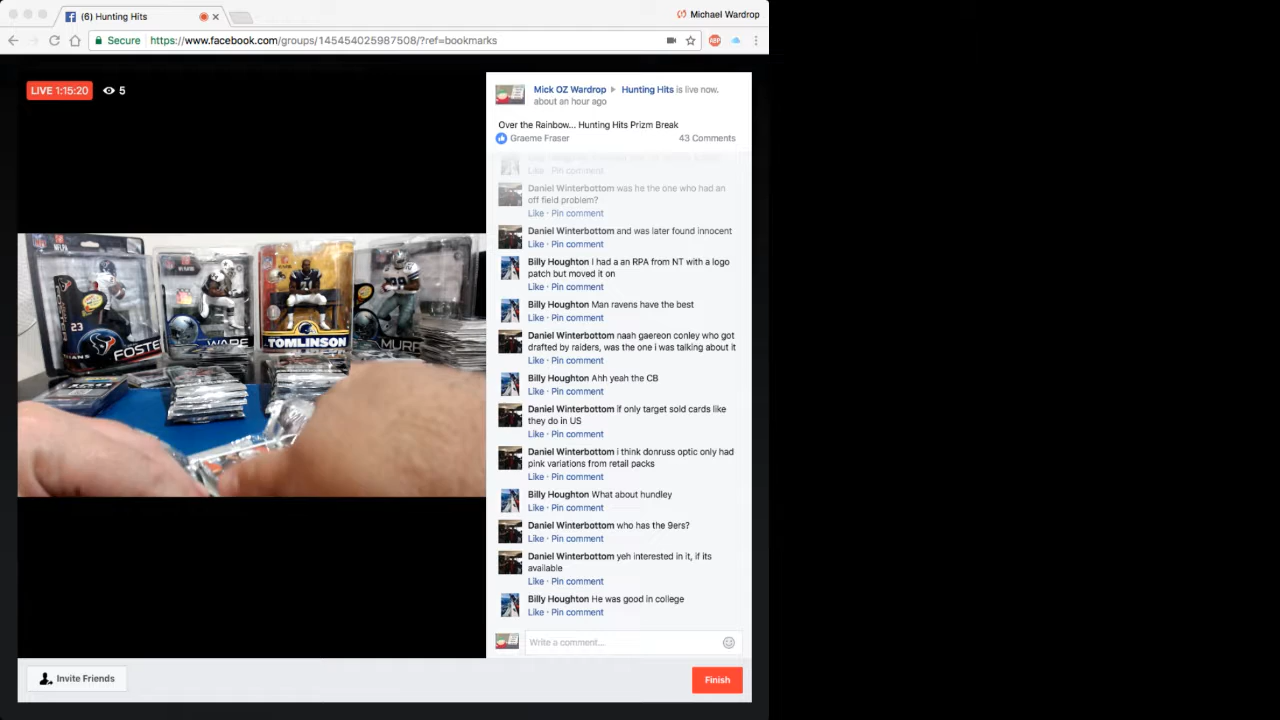 (6) Hunting Hits
Michael Wardrop
Secure
https://www.facebook.com/groups/145454025987508/?ref=bookmarks
ABP
LIVE 1:15:20
5
Mick OZ Wardrop ▸ Hunting Hits is live now.
about an hour ago
Over the Rainbow... Hunting Hits Prizm Break
Graeme Fraser
43 Comments
Like · Pin comment
Daniel Winterbottom was he the one who had an
off field problem?
Like · Pin comment
Daniel Winterbottom and was later found innocent
Like · Pin comment
Billy Houghton I had a an RPA from NT with a logo
patch but moved it on
Like · Pin comment
Billy Houghton Man ravens have the best
Like · Pin comment
Daniel Winterbottom naah gaereon conley who got
drafted by raiders, was the one i was talking about it
Like · Pin comment
Billy Houghton Ahh yeah the CB
Like · Pin comment
Daniel Winterbottom if only target sold cards like
they do in US
Like · Pin comment
Daniel Winterbottom i think donruss optic only had
pink variations from retail packs
Like · Pin comment
Billy Houghton What about hundley
Like · Pin comment
Daniel Winterbottom who has the 9ers?
Like · Pin comment
Daniel Winterbottom yeh interested in it, if its
available
Like · Pin comment
Billy Houghton He was good in college
Like · Pin comment
Write a comment...
23
FOSTE
WARE
TOMLINSON
MURR
Invite Friends
Finish